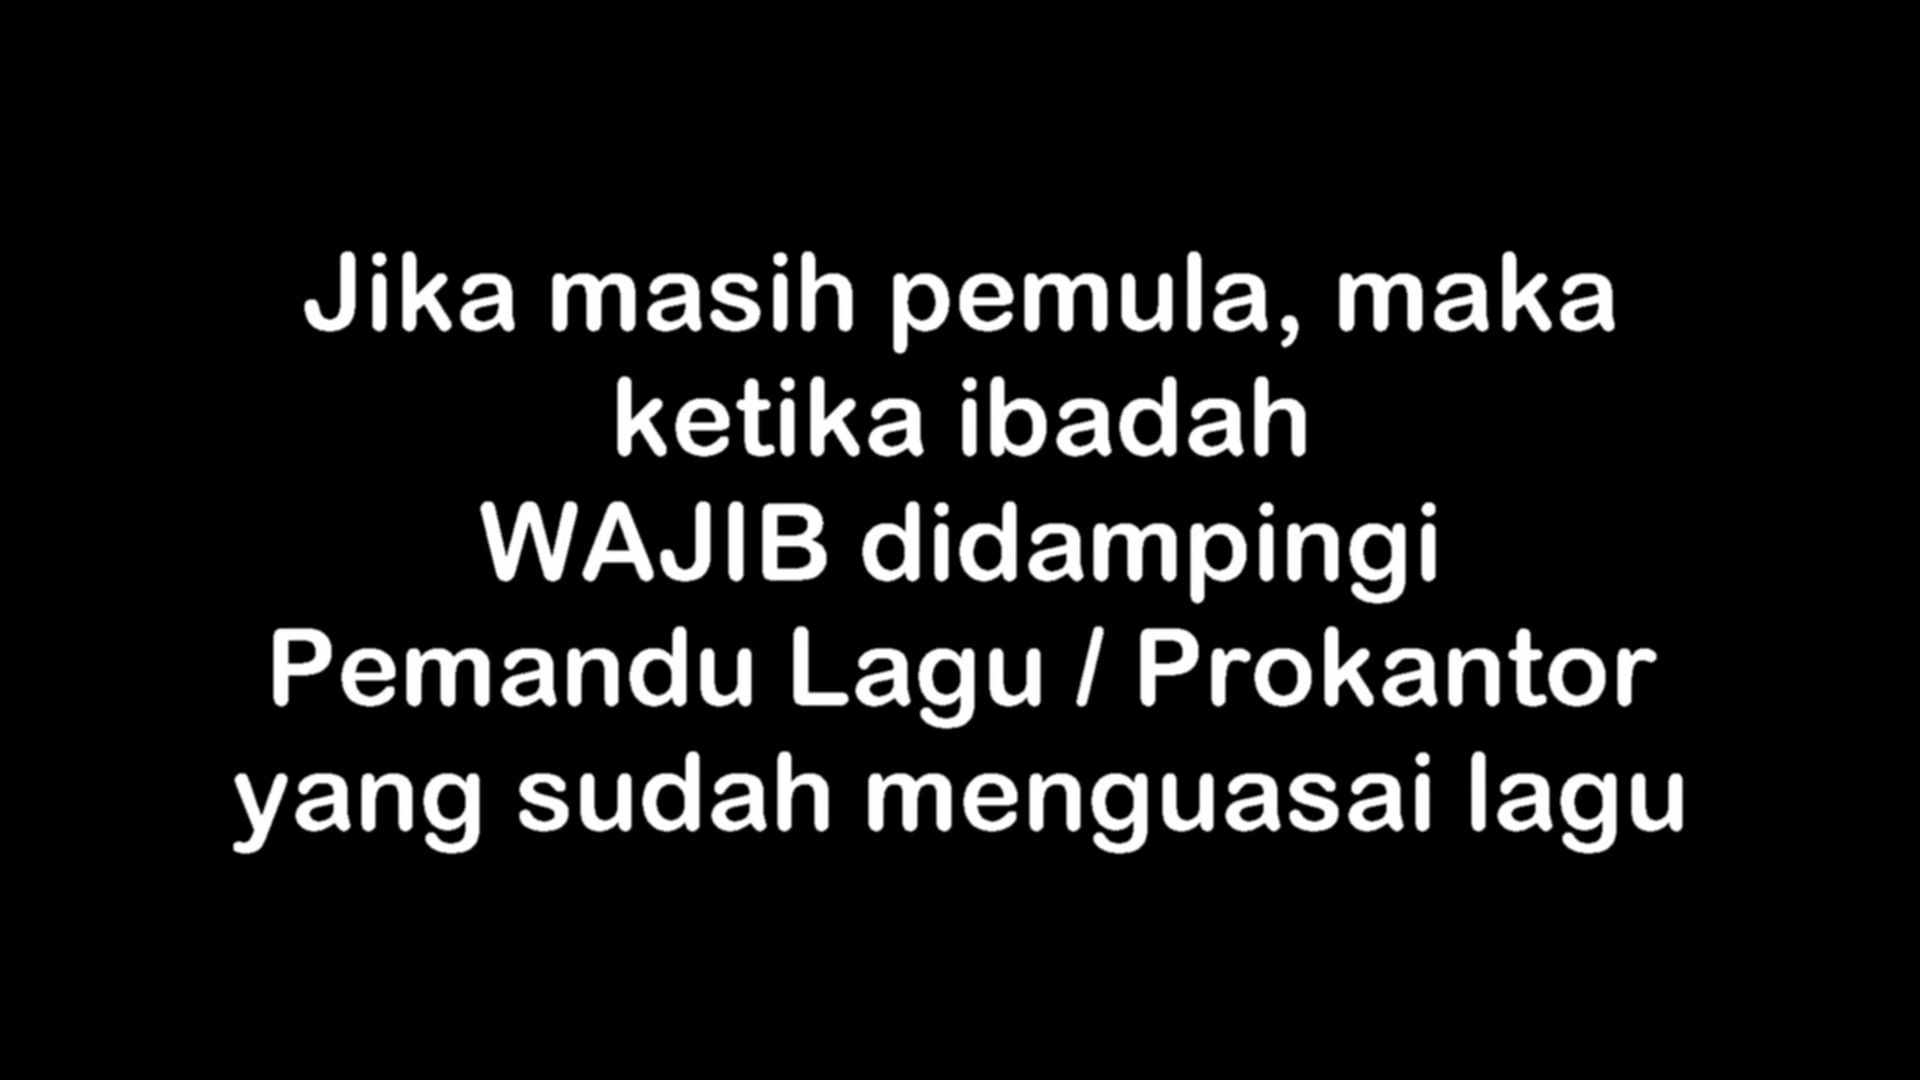 Jika masih pemula, maka
ketika ibadah
WAJIB didampingi
Pemandu Lagu / Prokantor
yang sudah menguasai lagu